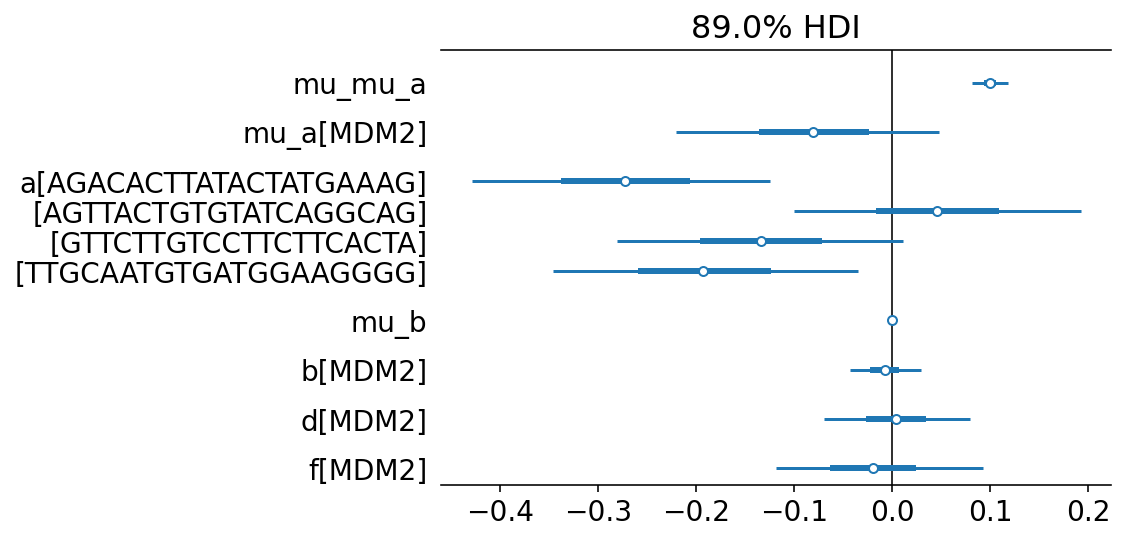 89.0% HDI
mu_mu_a
mu_a[MDM2]
a[AGACACTTATACTATGAAAG]
[AGTTACTGTGTATCAGGCAG]
[GTTCTTGTCCTTCTTCACTA]
[TTGCAATGTGATGGAAGGGG]
mu_b
b[MDM2]
d[MDM2]
f[MDM2]
−0.4 −0.3 −0.2 −0.1 0.0 0.1 0.2